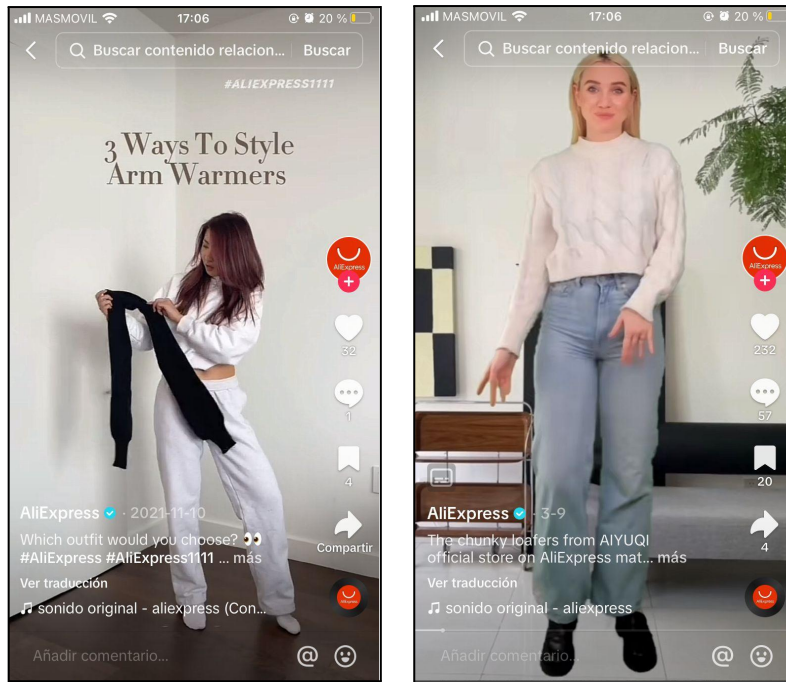 MASMOVIL 17:06 20 %
Buscar contenido relacion... Buscar
#ALIEXPRESS1111
3 Ways To Style
Arm Warmers
AliExpress
32
1
4
Compartir
AliExpress · 2021-11-10
Which outfit would you choose? 👀
#AliExpress #AliExpress1111 ... más
Ver traducción
sonido original - aliexpress (Con...
AliExpress
Añadir comentario...
@
MASMOVIL 17:06 20 %
Buscar contenido relacion... Buscar
AliExpress
232
57
20
4
AliExpress · 3-9
The chunky loafers from AIYUQI
official store on AliExpress mat... más
Ver traducción
sonido original - aliexpress
AliExpress
Añadir comentario...
@